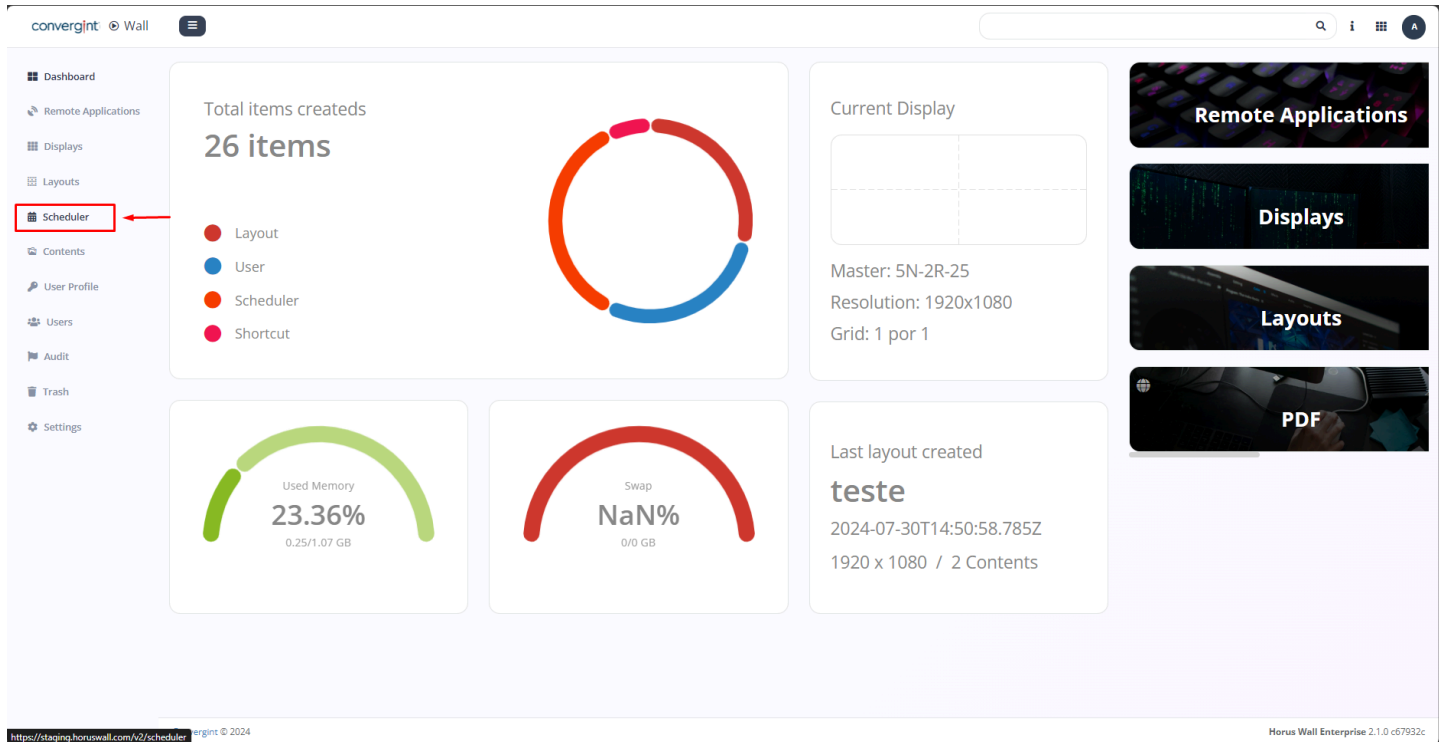 convergint Wall
A
Dashboard
Remote Applications
Displays
Layouts
Scheduler
Contents
User Profile
Users
Audit
Trash
Settings
Total items createds
26 items
Layout
User
Scheduler
Shortcut
Current Display
Master: 5N-2R-25
Resolution: 1920x1080
Grid: 1 por 1
Remote Applications
Displays
Layouts
PDF
Used Memory
23.36%
0.25/1.07 GB
Swap
NaN%
0/0 GB
Last layout created
teste
2024-07-30T14:50:58.785Z
1920 x 1080 / 2 Contents
https://staging.horuswall.com/v2/scheduler
vergint © 2024
Horus Wall Enterprise 2.1.0 c67932c